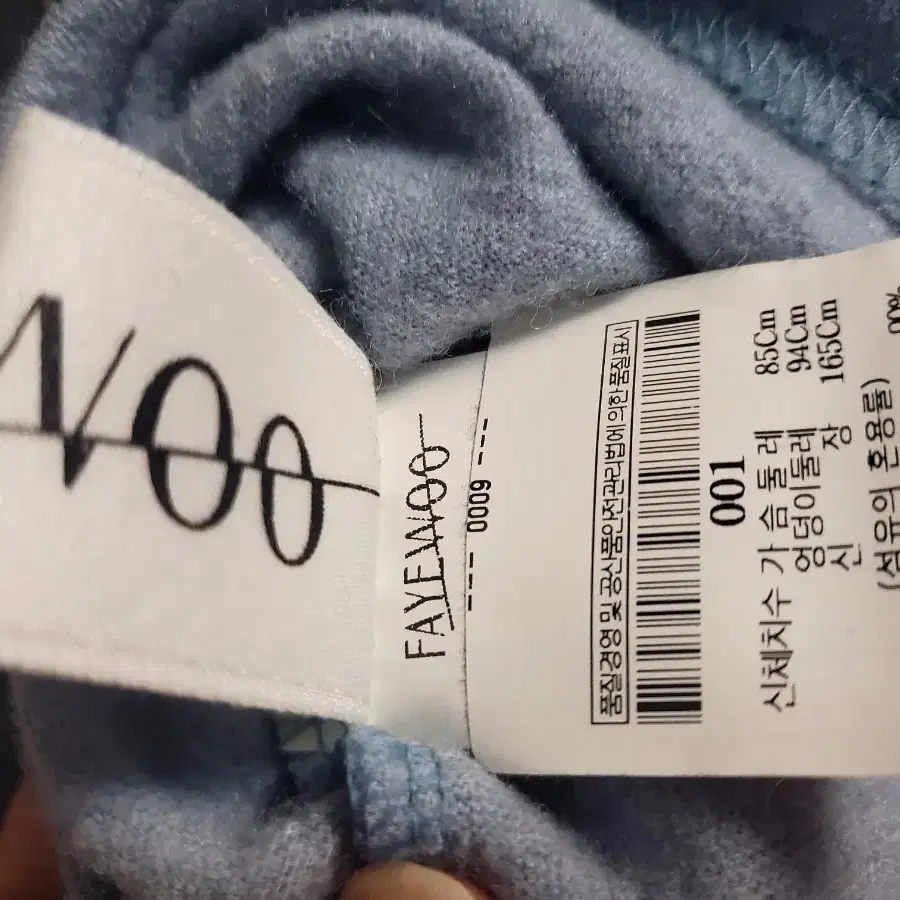 WOO
FAYEWOO
--- 0009 ---
품질경영 및 공산품안전관리법에 의한 품질표시
001
신체치수 가 슴 둘 레 85Cm
엉덩이둘레 94Cm
신 장 165Cm
(섬유의 혼용률)